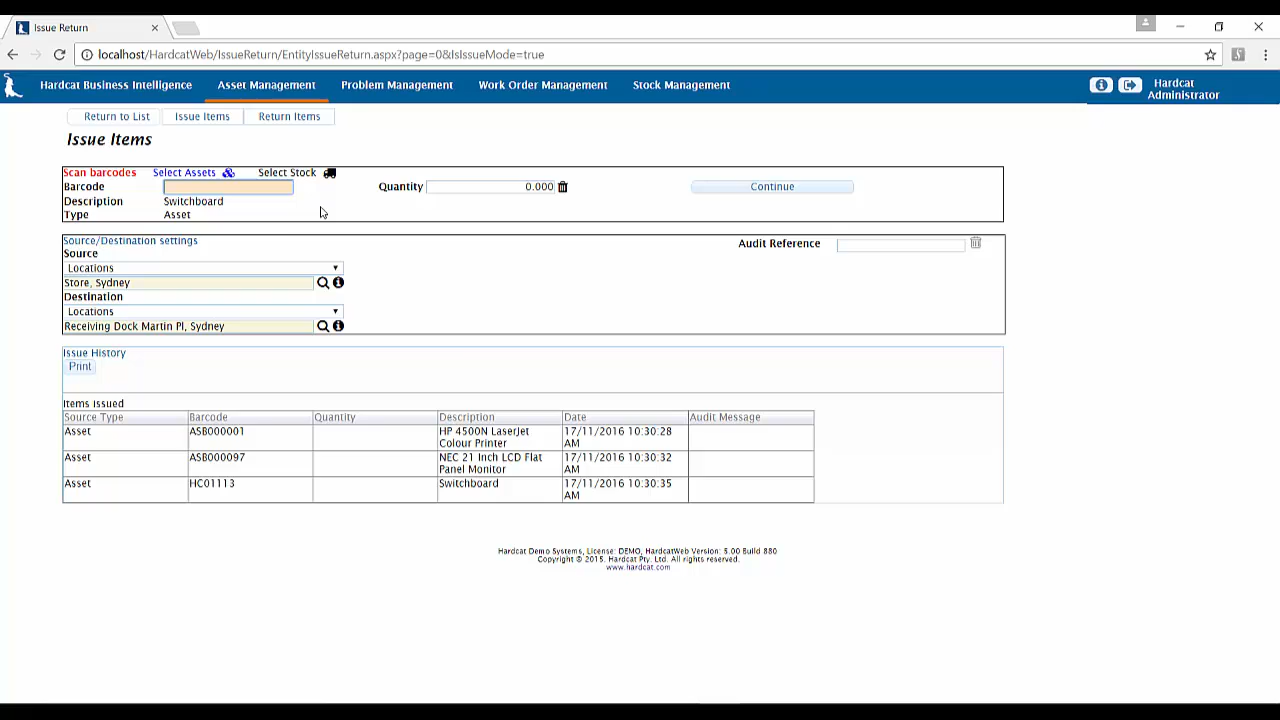 Issue Return
localhost/HardcatWeb/IssueReturn/EntityIssueReturn.aspx?page=0&IsIssueMode=true
Hardcat Business Intelligence Asset Management Problem Management Work Order Management Stock Management Hardcat
Administrator
Return to List Issue Items Return Items
Issue Items
Scan barcodes Select Assets Select Stock
Barcode Quantity 0.000 Continue
Description Switchboard
Type Asset
Source/Destination settings Audit Reference
Source
Locations
Store, Sydney
Destination
Locations
Receiving Dock Martin Pl, Sydney
Issue History
Print
Items Issued
Source Type Barcode Quantity Description Date Audit Message
Asset ASB000001 HP 4500N LaserJet 17/11/2016 10:30:28
Colour Printer AM
Asset ASB000097 NEC 21 Inch LCD Flat 17/11/2016 10:30:32
Panel Monitor AM
Asset HC01113 Switchboard 17/11/2016 10:30:35
AM
Hardcat Demo Systems, License: DEMO, HardcatWeb Version: 5.00 Build 880
Copyright © 2015. Hardcat Pty. Ltd. All rights reserved.
www.hardcat.com